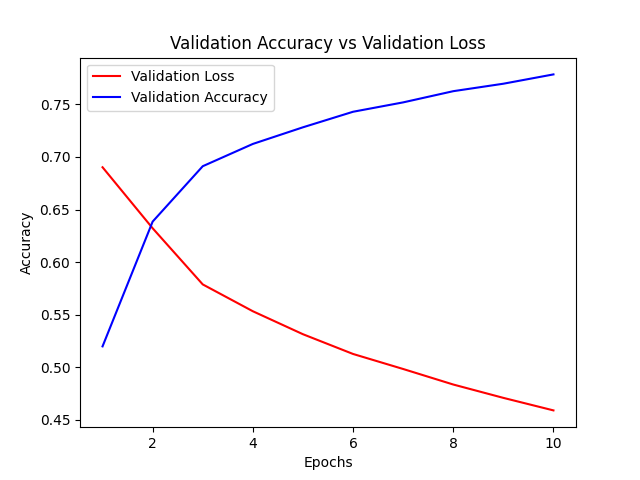 Validation Accuracy vs Validation Loss
Validation Loss
Validation Accuracy
0.75
0.70
0.65
0.60
0.55
0.50
0.45
Accuracy
2 4 6 8 10
Epochs